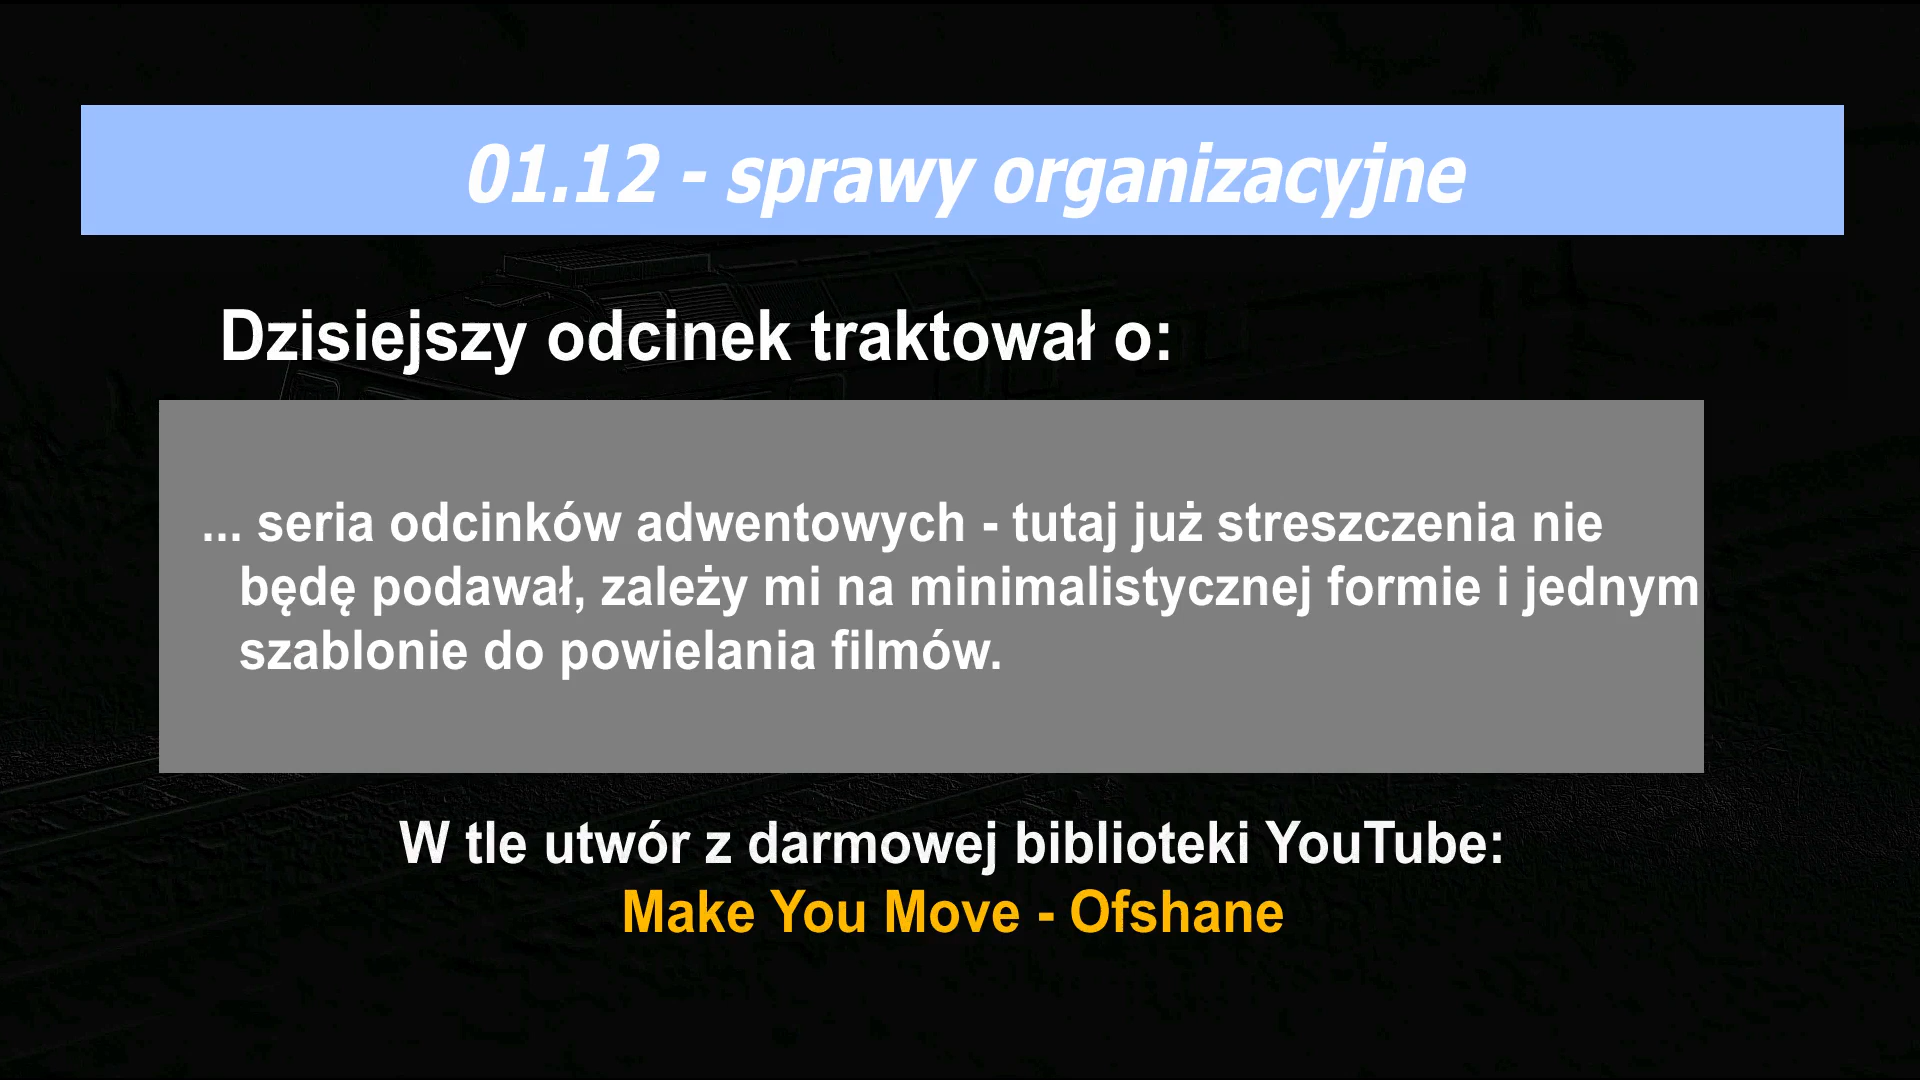 01.12 - sprawy organizacyjne
Dzisiejszy odcinek traktował o:
... seria odcinków adwentowych - tutaj już streszczenia nie
będę podawał, zależy mi na minimalistycznej formie i jednym
szablonie do powielania filmów.
W tle utwór z darmowej biblioteki YouTube:
Make You Move - Ofshane